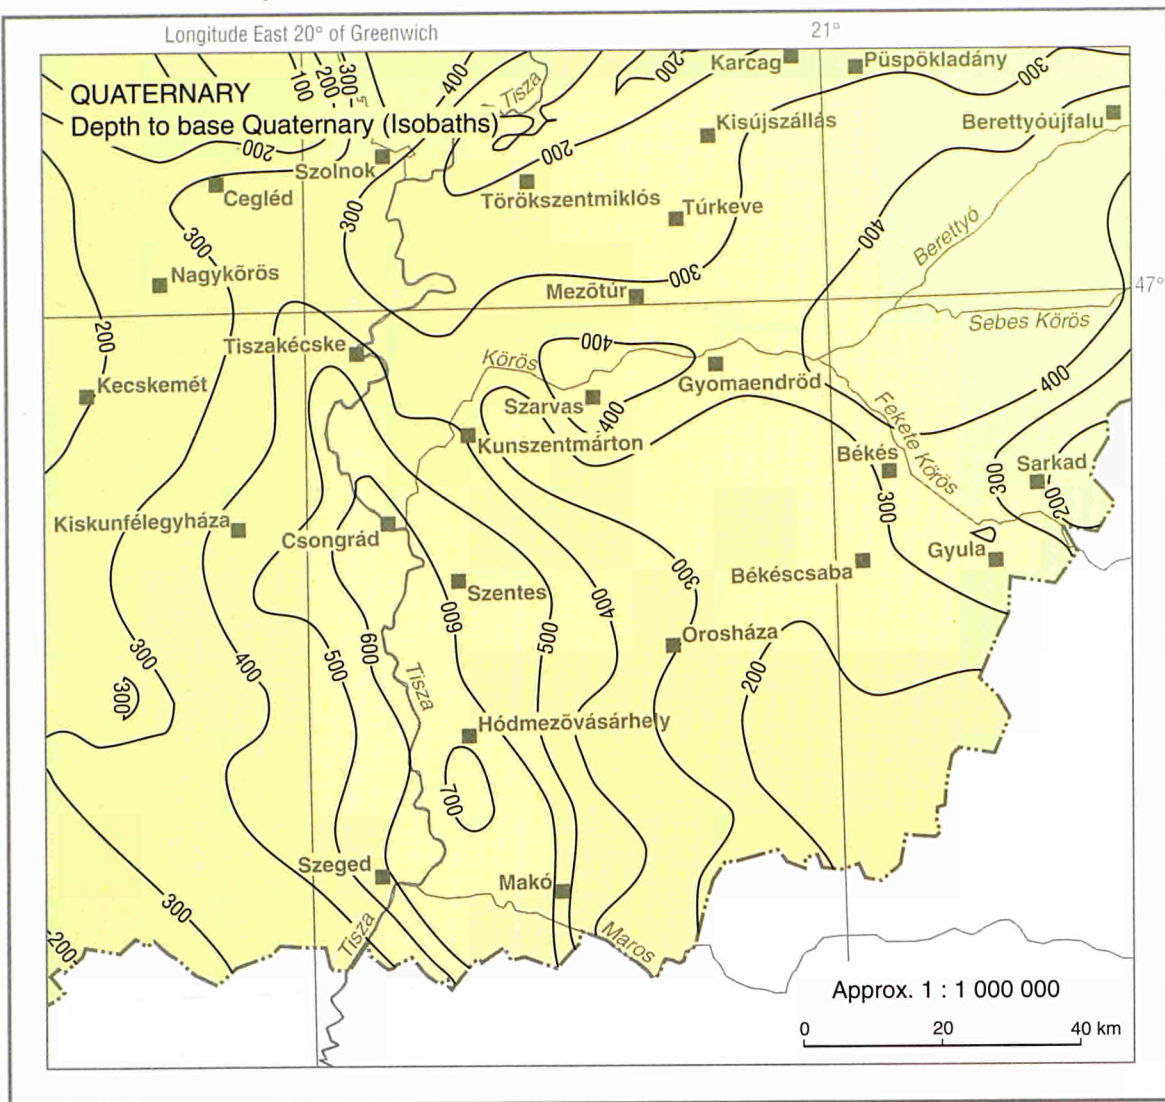 Longitude East 20° of Greenwich
21°
QUATERNARY
Depth to base Quaternary (Isobaths)
100
200
300
400
Tisza
200
Karcag
Püspökladány
300
Kisújszállás
Berettyóújfalu
200
Szolnok
200
Cegléd
Törökszentmiklós
Túrkeve
300
300
400
Berettyó
Nagykõrös
300
Mezõtúr
47°
Sebes Körös
200
Tiszakécske
400
Körös
Kecskemét
Gyomaendröd
400
Szarvas
400
Fekete Körös
Kunszentmárton
Békés
Sarkad
300
200
300
Kiskunfélegyháza
Csongrád
Gyula
Békéscsaba
300
Szentes
600
400
Orosháza
500
300
400
500
600
200
Tisza
300
Hódmezõvásárhely
700
Szeged
Makó
300
200
Tisza
Maros
Approx. 1 : 1 000 000
0 20 40 km